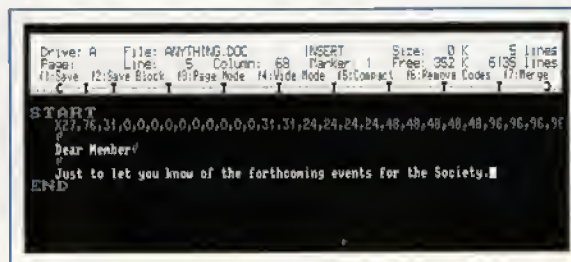 Drive: A File: ANYTHING.DOC INSERT Size: 0 K 5 lines
Page: Line: 5 Column: 68 Marker 1 Free: 352 K 6135 lines
f1:Save f2:Save Block f3:Page Mode f4:Wide Mode f5:Compact f6:Remove Codes f7:Merge
START
X27,76,31,0,0,0,0,0,0,0,0,0,31,31,24,24,24,24,48,48,48,48,96,96,96,96
Dear Member
Just to let you know of the forthcoming events for the Society.
END